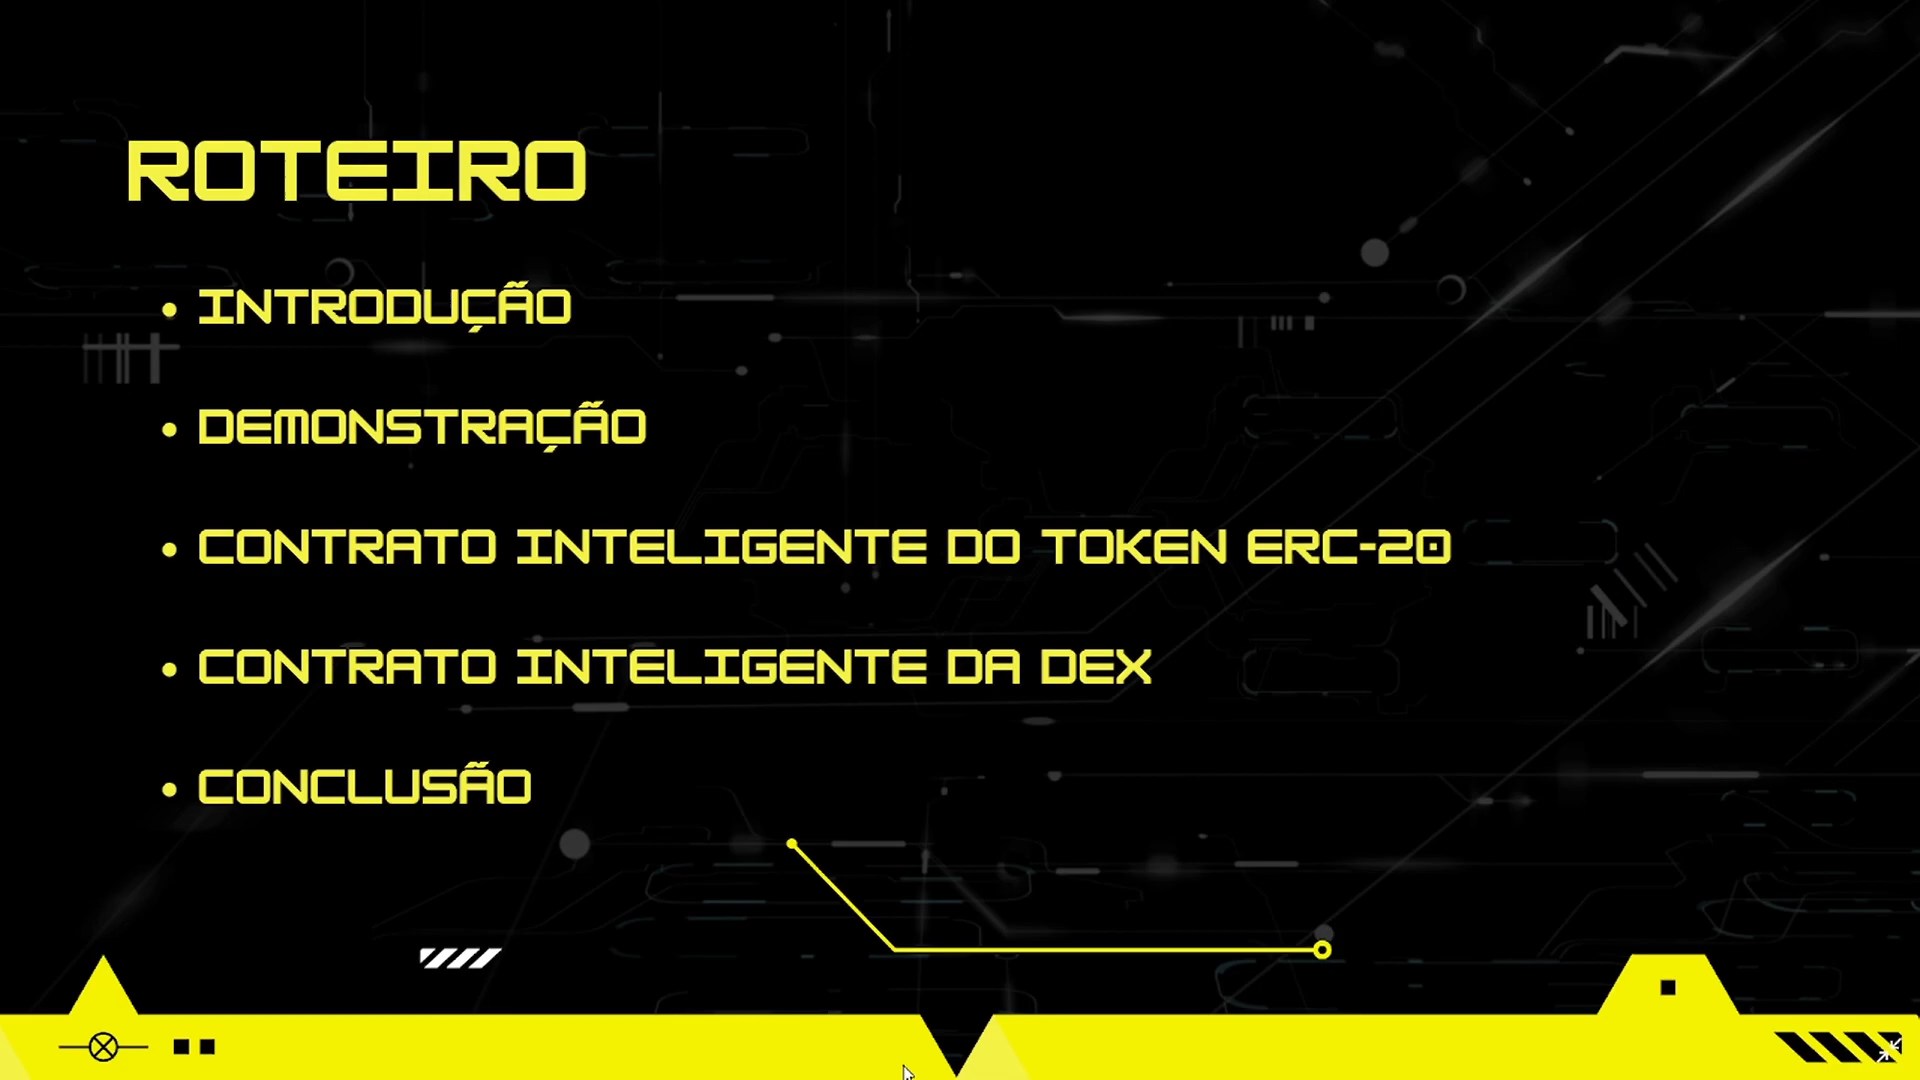 ROTEIRO
• INTRODUÇÃO
• DEMONSTRAÇÃO
• CONTRATO INTELIGENTE DO TOKEN ERC-20
• CONTRATO INTELIGENTE DA DEX
• CONCLUSÃO